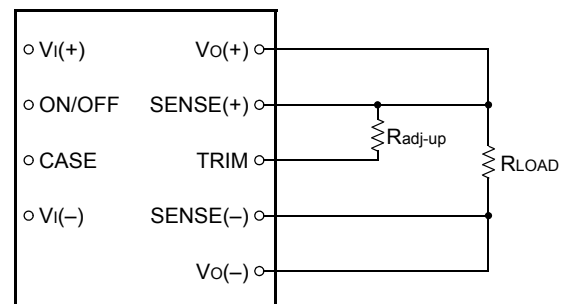 VI(+) VO(+)
ON/OFF SENSE(+)
Radj-up
CASE TRIM
RLOAD
VI(–) SENSE(–)
VO(–)